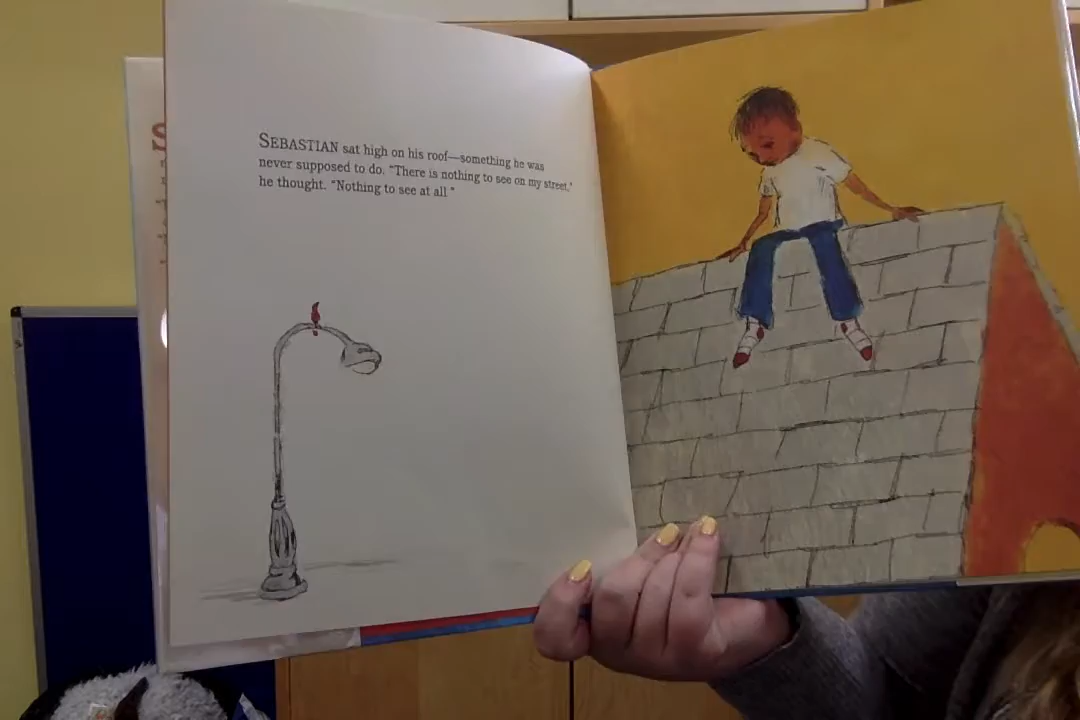 SEBASTIAN sat high on his roof—something he was
never supposed to do. "There is nothing to see on my street,"
he thought. "Nothing to see at all."